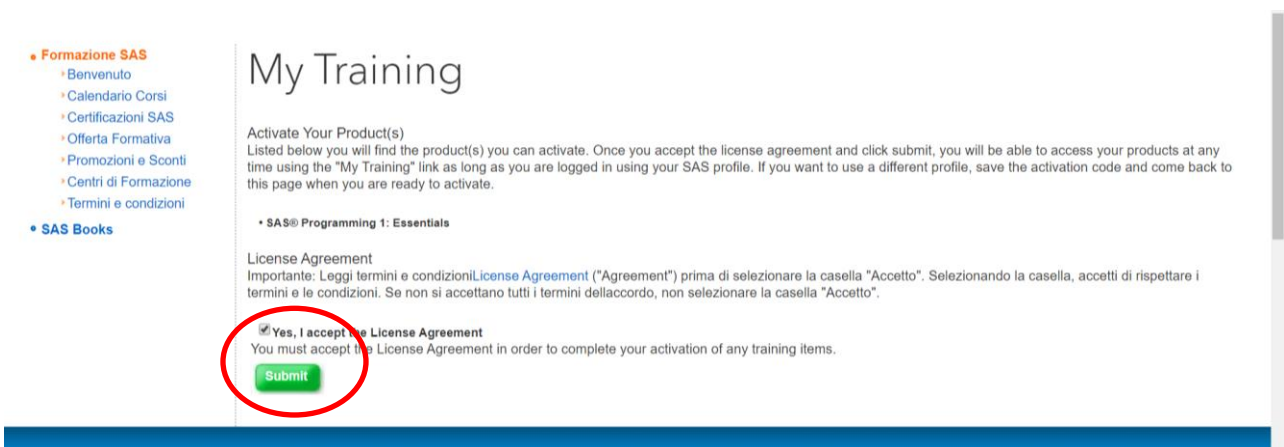 Formazione SAS
Benvenuto
Calendario Corsi
Certificazioni SAS
Offerta Formativa
Promozioni e Sconti
Centri di Formazione
Termini e condizioni
SAS Books
My Training
Activate Your Product(s)
Listed below you will find the product(s) you can activate. Once you accept the license agreement and click submit, you will be able to access your products at any
time using the "My Training" link as long as you are logged in using your SAS profile. If you want to use a different profile, save the activation code and come back to
this page when you are ready to activate.
• SAS® Programming 1: Essentials
License Agreement
Importante: Leggi termini e condizioniLicense Agreement ("Agreement") prima di selezionare la casella "Accetto". Selezionando la casella, accetti di rispettare i
termini e le condizioni. Se non si accettano tutti i termini dellaccordo, non selezionare la casella "Accetto".
Yes, I accept the License Agreement
You must accept the License Agreement in order to complete your activation of any training items.
Submit